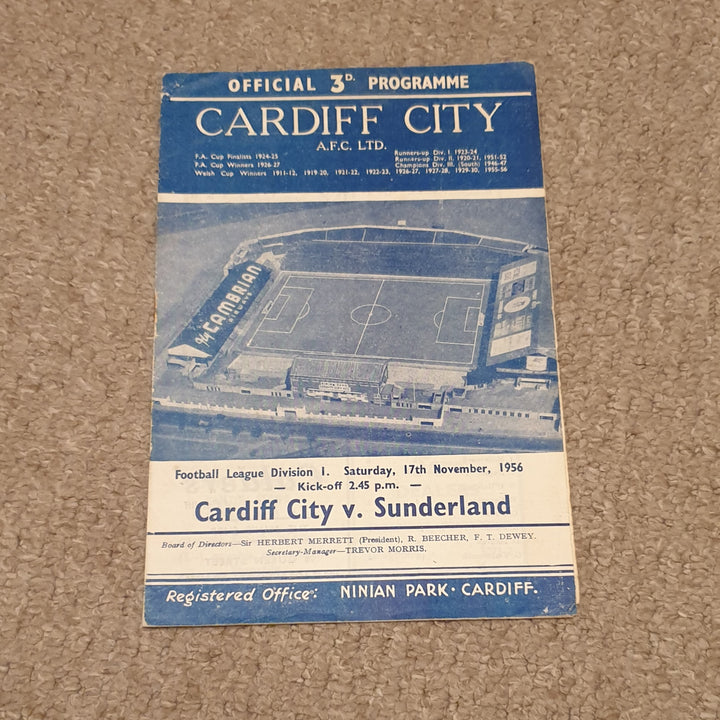 OFFICIAL 3D. PROGRAMME
CARDIFF CITY
A.F.C. LTD.
F.A. Cup Finalists 1924-25 Runners-up Div. I 1923-24
F.A. Cup Winners 1926-27 Runners-up Div. II. 1920-21, 1951-52
Champions Div. III. (South) 1946-47
Welsh Cup Winners 1911-12, 1919-20, 1921-22, 1922-23, 1926-27, 1927-28, 1929-30, 1955-56
Fly CAMBRIAN
AIRWAYS
Football League Division 1. Saturday, 17th November, 1956
— Kick-off 2.45 p.m. —
Cardiff City v. Sunderland
Board of Directors—Sir HERBERT MERRETT (President), R. BEECHER, F. T. DEWEY.
Secretary-Manager—TREVOR MORRIS.
Registered Office: NINIAN PARK · CARDIFF.